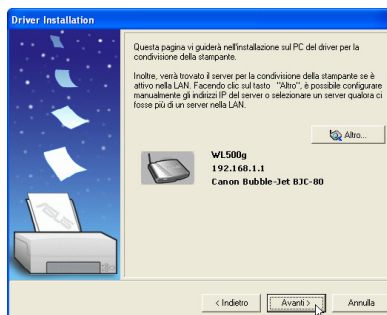 Driver Installation
Questa pagina vi guiderà nell'installazione sul PC del driver per la
condivisione della stampante.
Inoltre, verrà trovato il server per la condivisione della stampante se è
attivo nella LAN. Facendo clic sul tasto "Altro", è possibile configurare
manualmente gli indirizzi IP del server o selezionare un server qualora ci
fosse più di un server nella LAN.
Altro...
WL500g
192.168.1.1
Canon Bubble-Jet BJC-80
ASUS
< Indietro
Avanti >
Annulla